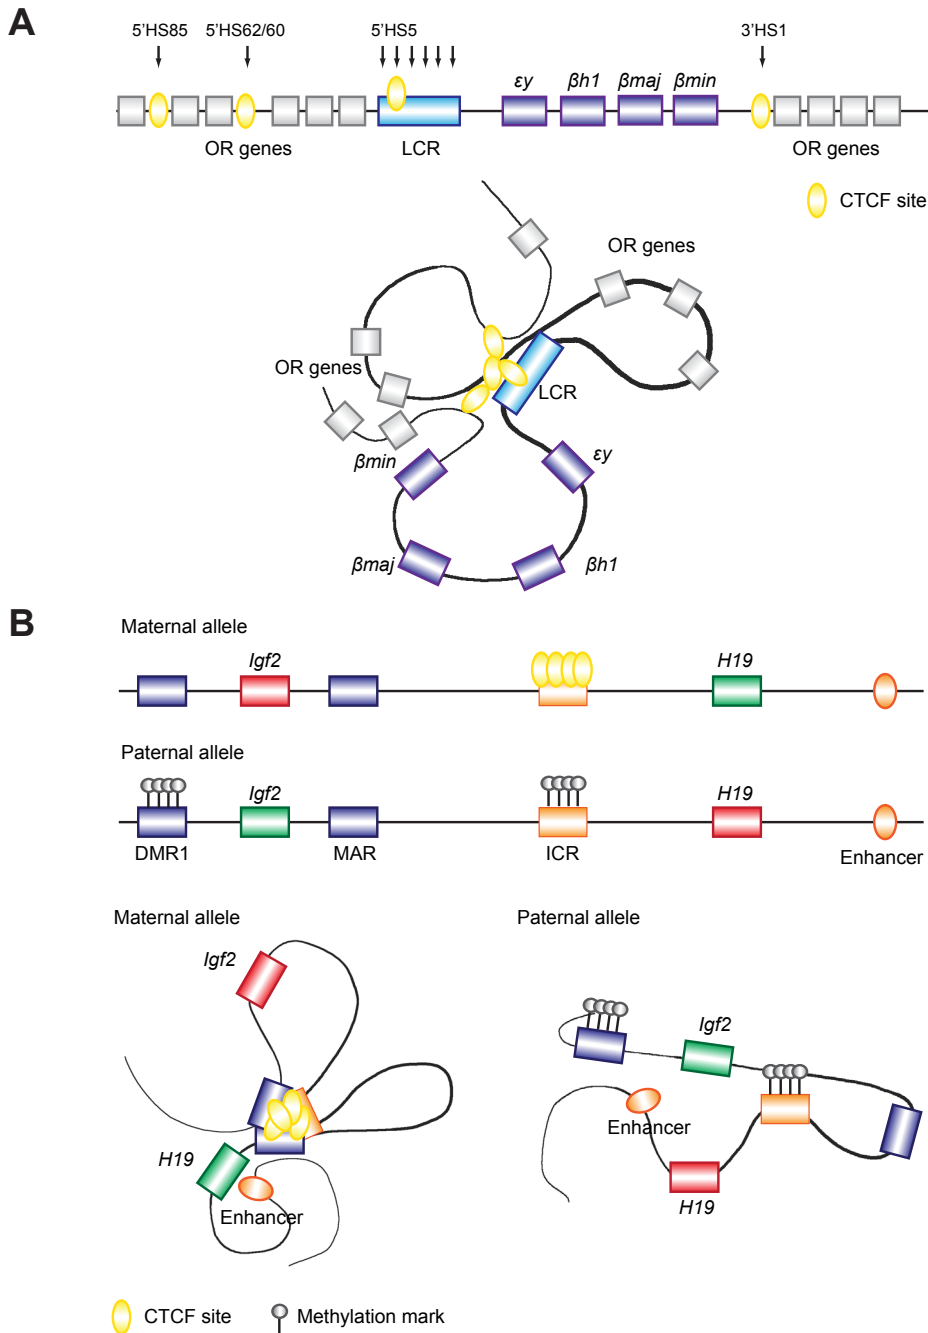 A
5'HS85 5'HS62/60 5'HS5 3'HS1
εy βh1 βmaj βmin
OR genes LCR OR genes
CTCF site
OR genes
OR genes
LCR
βmin εy
βmaj βh1
B
Maternal allele
Igf2 H19
Paternal allele
Igf2 H19
DMR1 MAR ICR Enhancer
Maternal allele Paternal allele
Igf2
Igf2
Enhancer
H19
H19
Enhancer
CTCF site Methylation mark